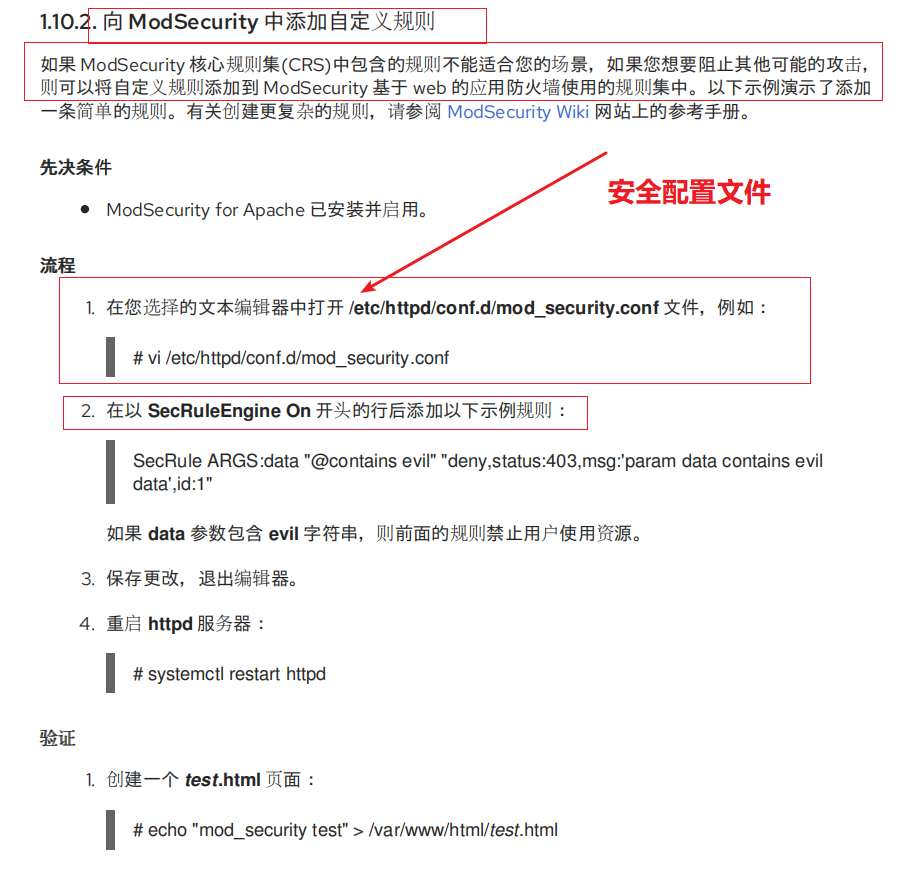 1.10.2. 向 ModSecurity 中添加自定义规则
如果 ModSecurity 核心规则集(CRS)中包含的规则不能适合您的场景，如果您想要阻止其他可能的攻击，
则可以将自定义规则添加到 ModSecurity 基于 web 的应用防火墙使用的规则集中。以下示例演示了添加
一条简单的规则。有关创建更复杂的规则，请参阅 ModSecurity Wiki 网站上的参考手册。
先决条件
安全配置文件
● ModSecurity for Apache 已安装并启用。
流程
1. 在您选择的文本编辑器中打开 /etc/httpd/conf.d/mod_security.conf 文件，例如：
# vi /etc/httpd/conf.d/mod_security.conf
2. 在以 SecRuleEngine On 开头的行后添加以下示例规则：
SecRule ARGS:data "@contains evil" "deny,status:403,msg:'param data contains evil
data',id:1"
如果 data 参数包含 evil 字符串，则前面的规则禁止用户使用资源。
3. 保存更改，退出编辑器。
4. 重启 httpd 服务器：
# systemctl restart httpd
验证
1. 创建一个 test.html 页面：
# echo "mod_security test" > /var/www/html/test.html